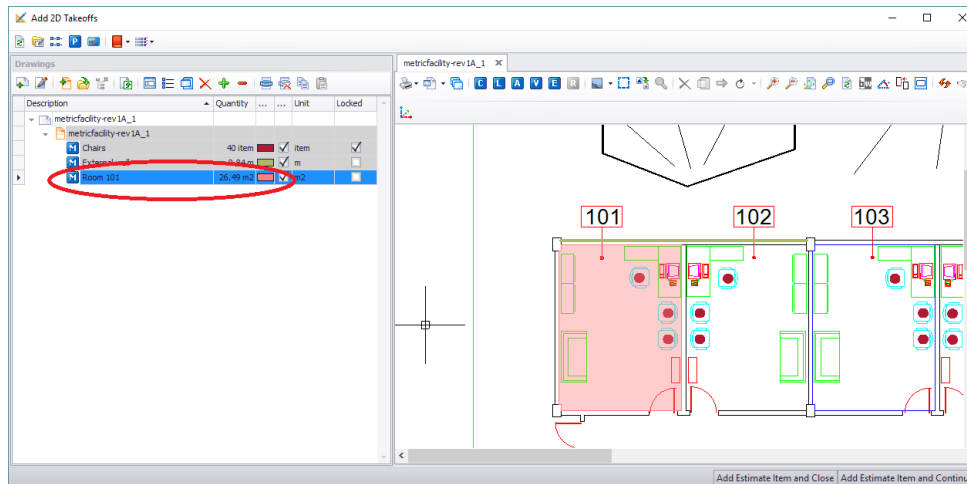 Add 2D Takeoffs
Drawings
metricfacility-rev1A_1
Description Quantity ... ... Unit Locked
C L A V E
metricfacility-rev1A_1
metricfacility-rev1A_1
M Chairs 40 item item
M External 9.84 m m
M Room 101 26.49 m2 m2
101 102 103
Add Estimate Item and Close Add Estimate Item and Continu